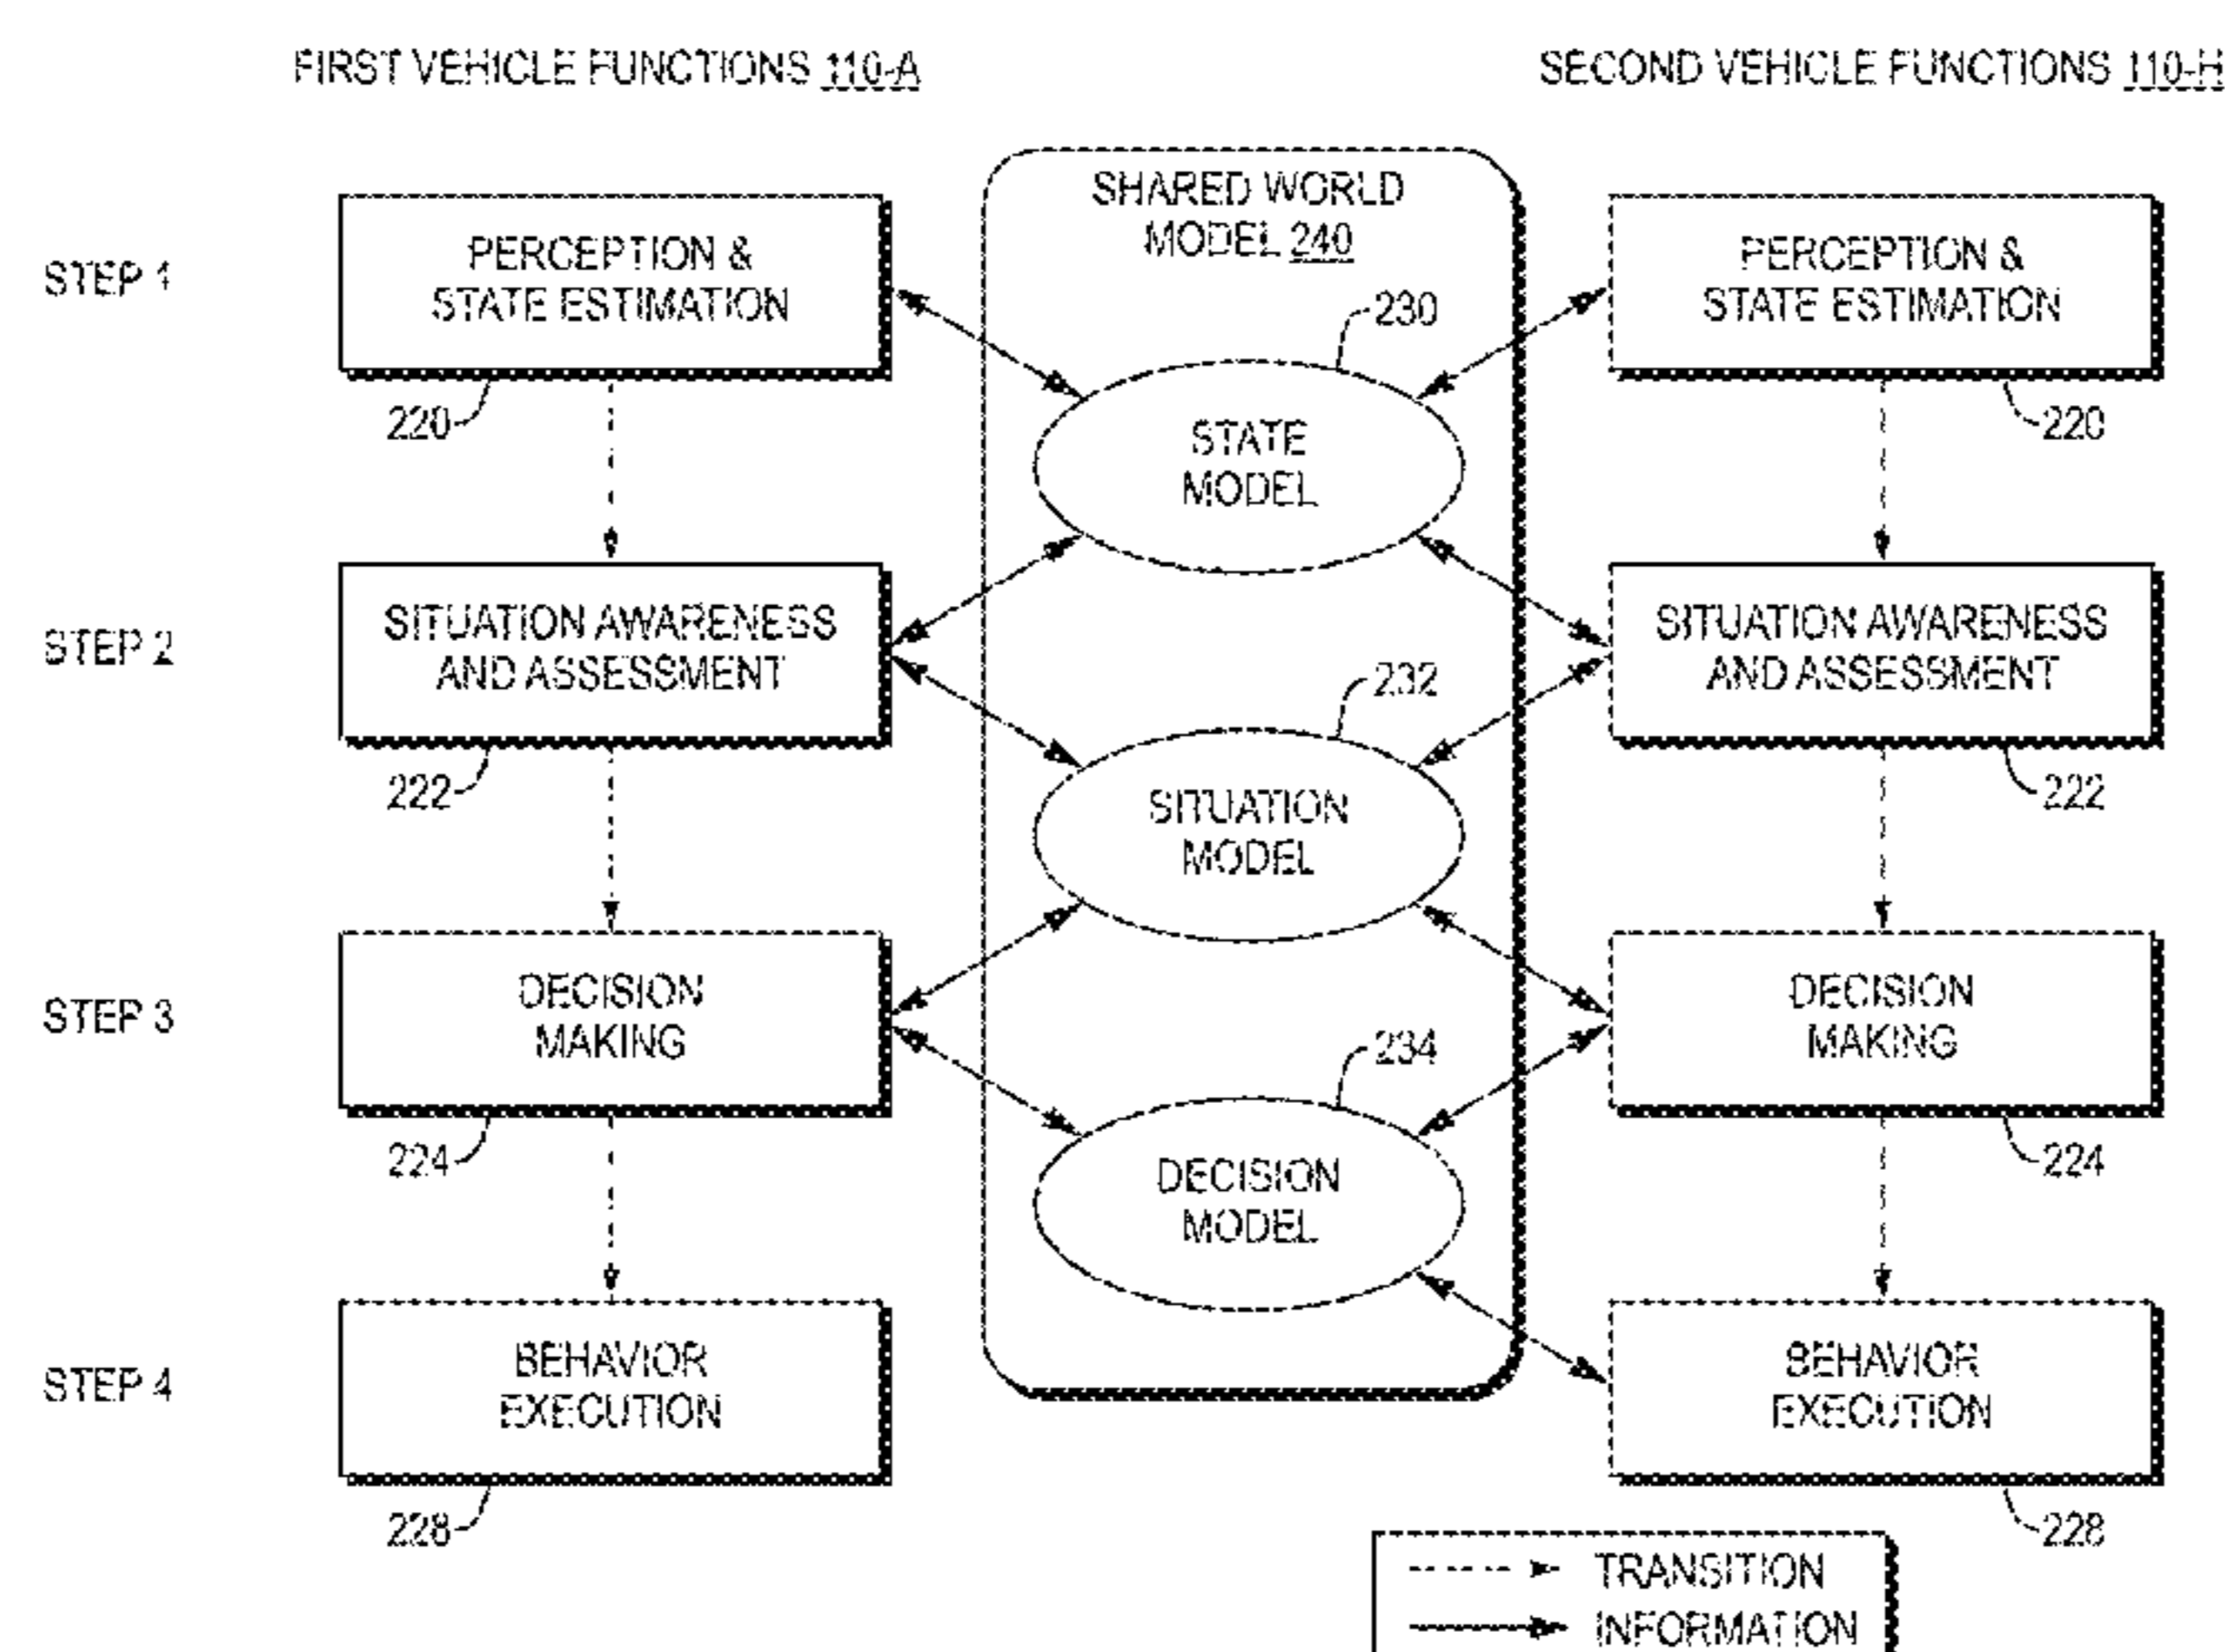 FIRST VEHICLE FUNCTIONS 110-A
SECOND VEHICLE FUNCTIONS 110-H
SHARED WORLD
MODEL 240
STEP 1
PERCEPTION &
STATE ESTIMATION
220
230
STATE
MODEL
PERCEPTION &
STATE ESTIMATION
220
STEP 2
SITUATION AWARENESS
AND ASSESSMENT
222
232
SITUATION
MODEL
SITUATION AWARENESS
AND ASSESSMENT
222
STEP 3
DECISION
MAKING
224
234
DECISION
MODEL
DECISION
MAKING
224
STEP 4
BEHAVIOR
EXECUTION
228
BEHAVIOR
EXECUTION
228
TRANSITION
INFORMATION